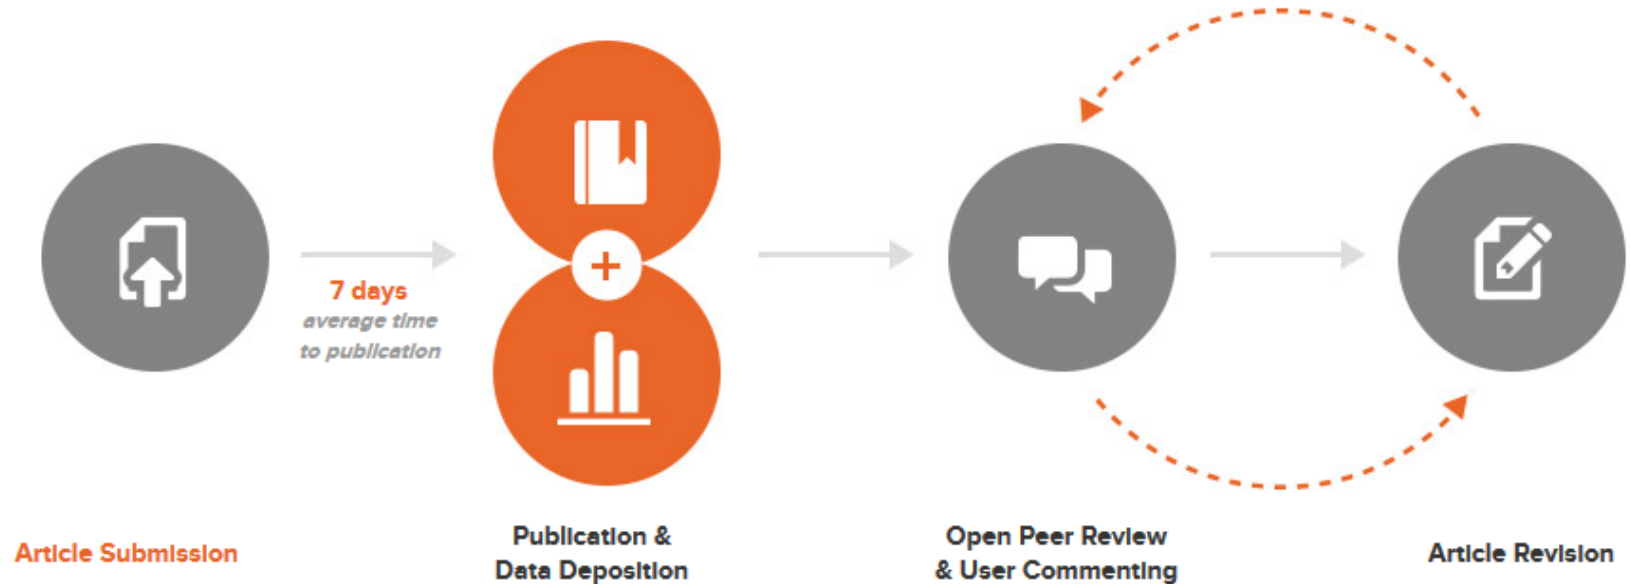 7 days
average time
to publication
Article Submission
Publication &
Data Deposition
Open Peer Review
& User Commenting
Article Revision